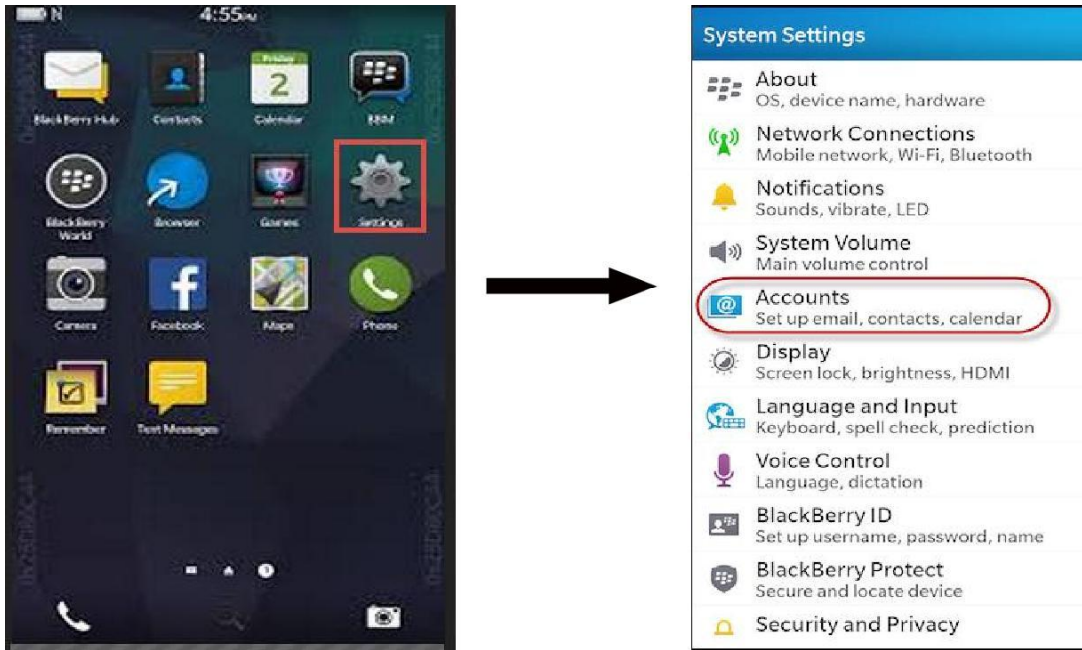 N
4:55
BlackBerry Hub
Contacts
Friday
2
Calendar
BBM
BlackBerry
World
Browser
Games
Settings
Camera
Facebook
Maps
Phone
Remember
Text Messages
System Settings
About
OS, device name, hardware
Network Connections
Mobile network, Wi-Fi, Bluetooth
Notifications
Sounds, vibrate, LED
System Volume
Main volume control
Accounts
Set up email, contacts, calendar
Display
Screen lock, brightness, HDMI
Language and Input
Keyboard, spell check, prediction
Voice Control
Language, dictation
BlackBerry ID
Set up username, password, name
BlackBerry Protect
Secure and locate device
Security and Privacy